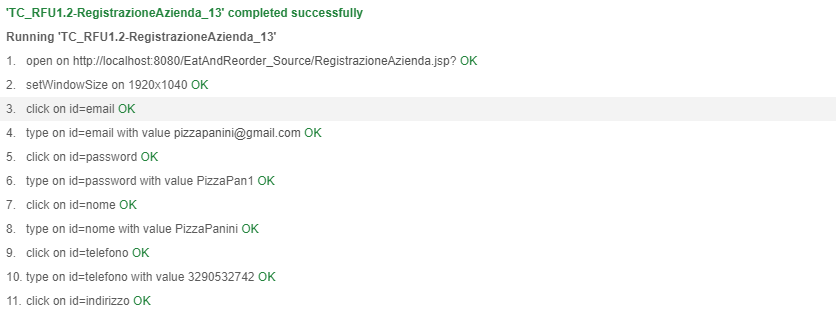 'TC_RFU1.2-RegistrazioneAzienda_13' completed successfully
Running 'TC_RFU1.2-RegistrazioneAzienda_13'
1. open on http://localhost:8080/EatAndReorder_Source/RegistrazioneAzienda.jsp? OK
2. setWindowSize on 1920x1040 OK
3. click on id=email OK
4. type on id=email with value pizzapanini@gmail.com OK
5. click on id=password OK
6. type on id=password with value PizzaPan1 OK
7. click on id=nome OK
8. type on id=nome with value PizzaPanini OK
9. click on id=telefono OK
10. type on id=telefono with value 3290532742 OK
11. click on id=indirizzo OK